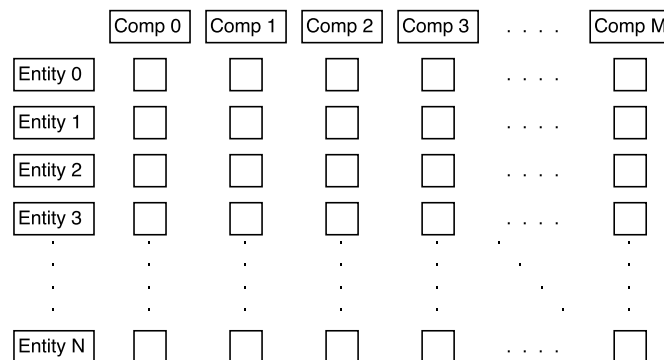 Comp 0 Comp 1 Comp 2 Comp 3 . . . . Comp M
Entity 0 . . . .
Entity 1 . . . .
Entity 2 . . . .
Entity 3 . . . .
Entity N . . . .